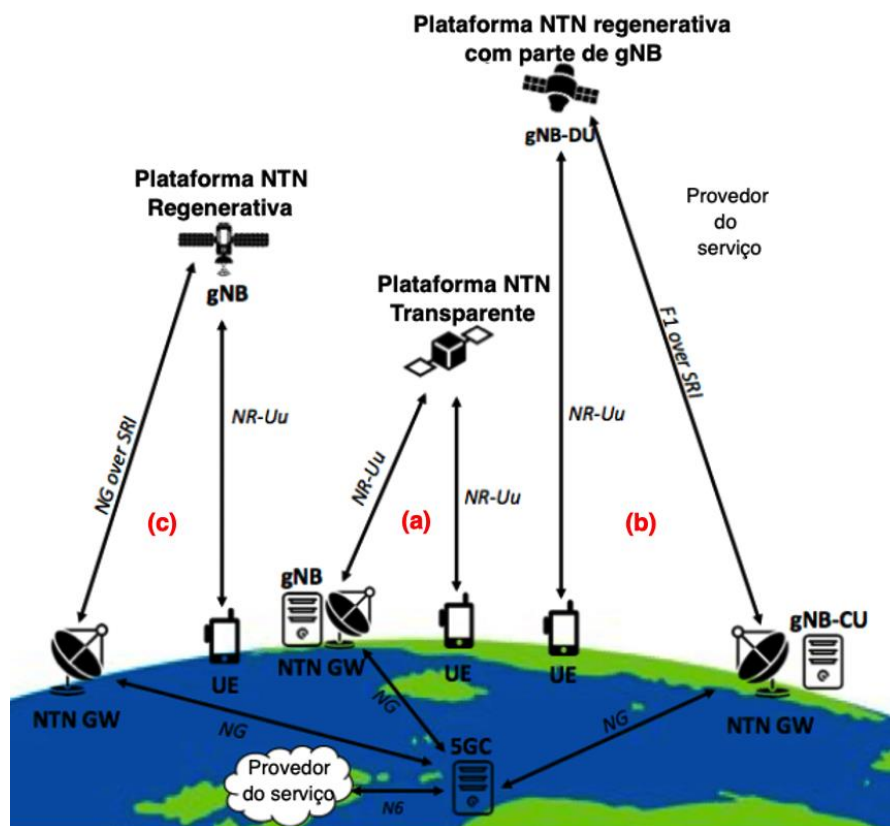 Plataforma NTN regenerativa
com parte de gNB
gNB-DU
Plataforma NTN
Regenerativa
gNB
Provedor
do
serviço
Plataforma NTN
Transparente
NG over SRI
NR-Uu
NR-Uu
NR-Uu
NR-Uu
F1 over SRI
(c)
(a)
(b)
gNB
gNB-CU
NTN GW
UE
NTN GW
UE
UE
NTN GW
NG
NG
NG
5GC
Provedor
do serviço
N6